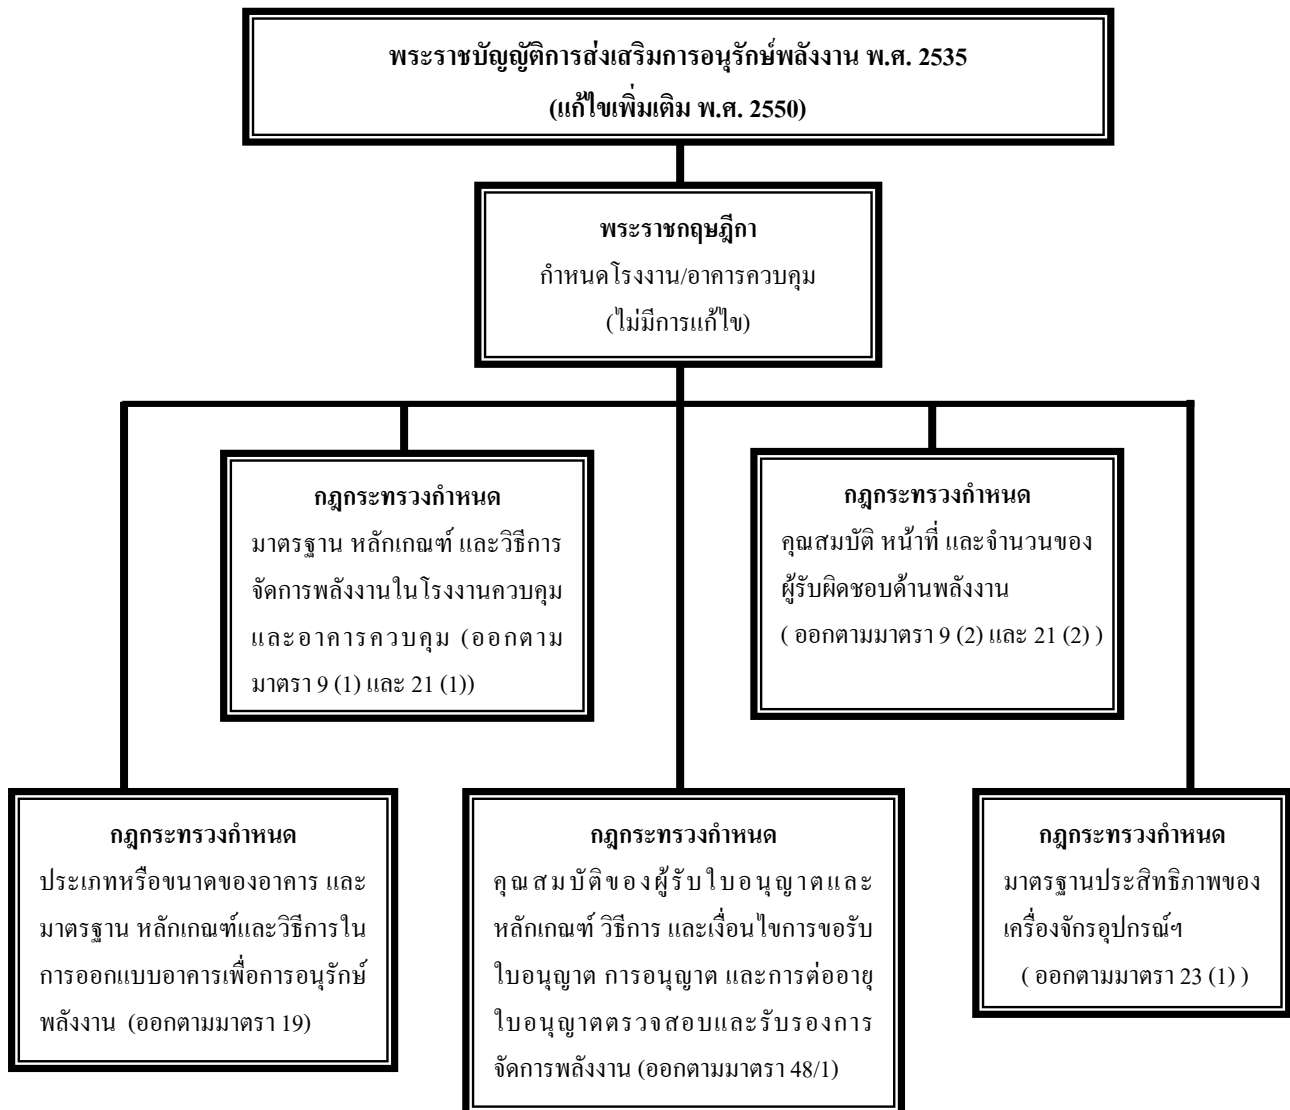 พระราชบัญญัติการส่งเสริมการอนุรักษ์พลังงาน พ.ศ. 2535
(แก้ไขเพิ่มเติม พ.ศ. 2550)
พระราชกฤษฎีกา
กำหนดโรงงาน/อาคารควบคุม
(ไม่มีการแก้ไข)
กฎกระทรวงกำหนด
มาตรฐาน หลักเกณฑ์ และวิธีการ
จัดการพลังงานในโรงงานควบคุม
และอาคารควบคุม (ออกตาม
มาตรา 9 (1) และ 21 (1))
กฎกระทรวงกำหนด
คุณสมบัติ หน้าที่ และจำนวนของ
ผู้รับผิดชอบด้านพลังงาน
( ออกตามมาตรา 9 (2) และ 21 (2) )
กฎกระทรวงกำหนด
ประเภทหรือขนาดของอาคาร และ
มาตรฐาน หลักเกณฑ์และวิธีการใน
การออกแบบอาคารเพื่อการอนุรักษ์
พลังงาน (ออกตามมาตรา 19)
กฎกระทรวงกำหนด
คุณสมบัติของผู้รับใบอนุญาตและ
หลักเกณฑ์ วิธีการ และเงื่อนไขการขอรับ
ใบอนุญาต การอนุญาต และการต่ออายุ
ใบอนุญาตตรวจสอบและรับรองการ
จัดการพลังงาน (ออกตามมาตรา 48/1)
กฎกระทรวงกำหนด
มาตรฐานประสิทธิภาพของ
เครื่องจักรอุปกรณ์ฯ
( ออกตามมาตรา 23 (1) )